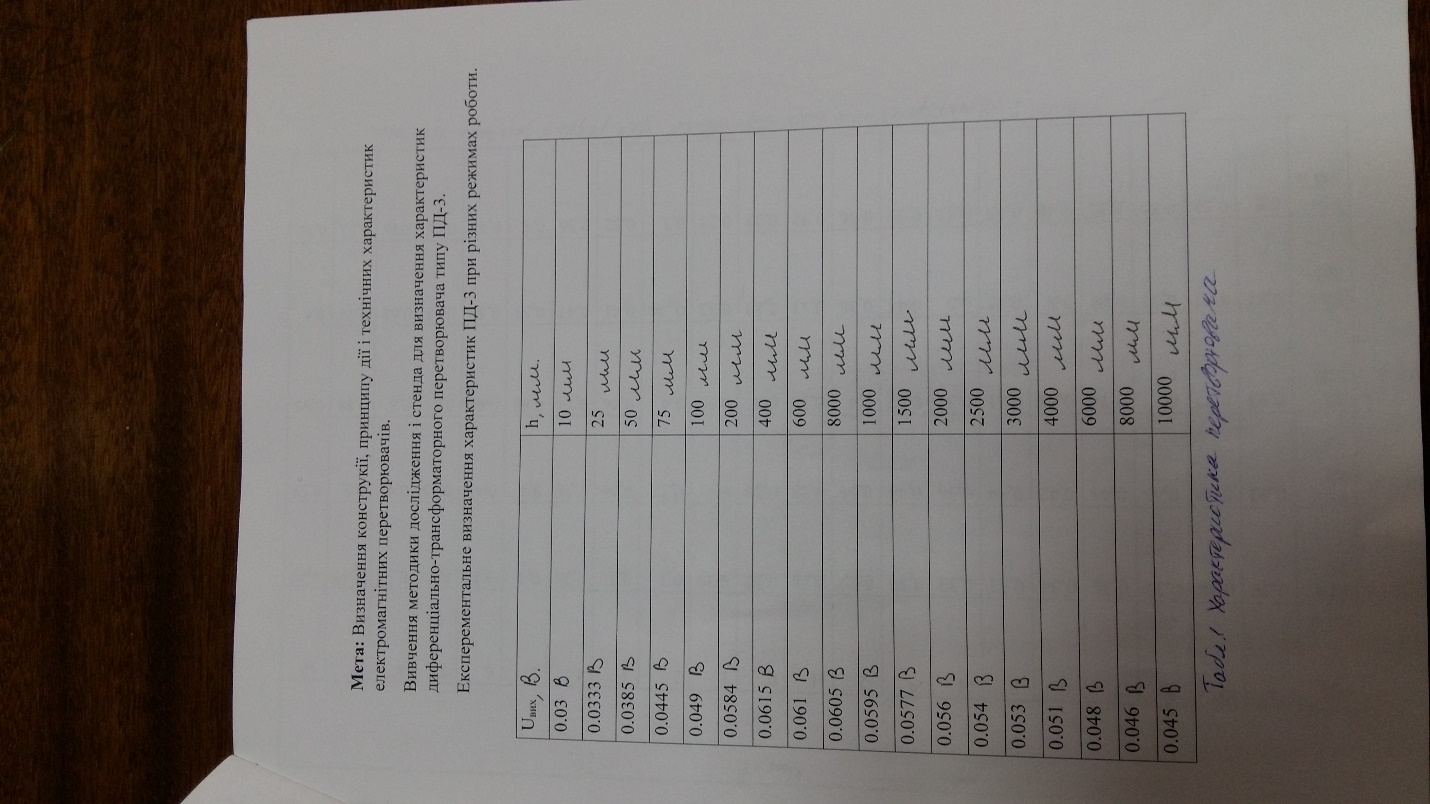 Мета: Визначення конструкії, принципу дії і технічних характеристик
електромагнітних перетворювачів.
Вивчення методики дослідження і стенда для визначення характеристик
диференціально-трансформаторного перетворювача типу ПД-3.
Експерементальне визначення характеристик ПД-3 при різних режимах роботи.
Uвих, В. h, мм.
0.03 В 10 мм
0.0333 В 25 мм
0.0385 В 50 мм
0.0445 В 75 мм
0.049 В 100 мм
0.0584 В 200 мм
0.0615 В 400 мм
0.061 В 600 мм
0.0605 В 8000 мм
0.0595 В 1000 мм
0.0577 В 1500 мм
0.056 В 2000 мм
0.054 В 2500 мм
0.053 В 3000 мм
0.051 В 4000 мм
0.048 В 6000 мм
0.046 В 8000 мм
0.045 В 10000 мм
Табл.1 Характеристика перетворювача